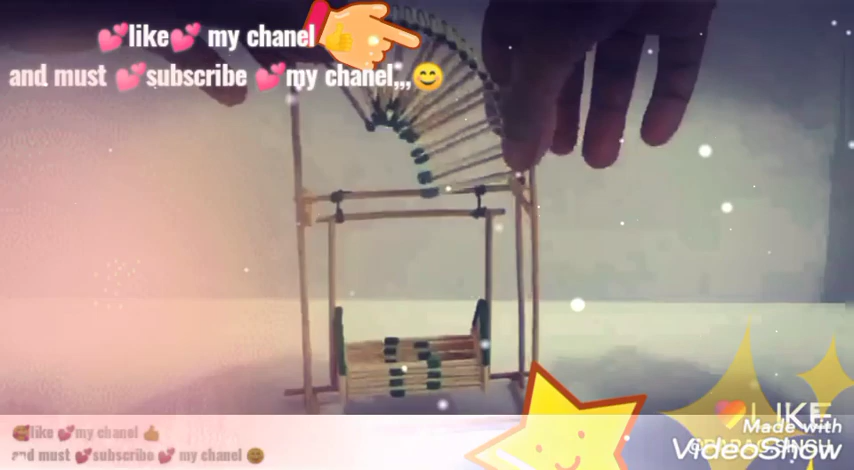 💕like💕 my chanel 👍
and must 💕subscribe 💕my chanel,,,😊
🥰like 💕my chanel 👍
and must 💕subscribe 💕 my chanel 😊
LIKE
Made with
VideoShow